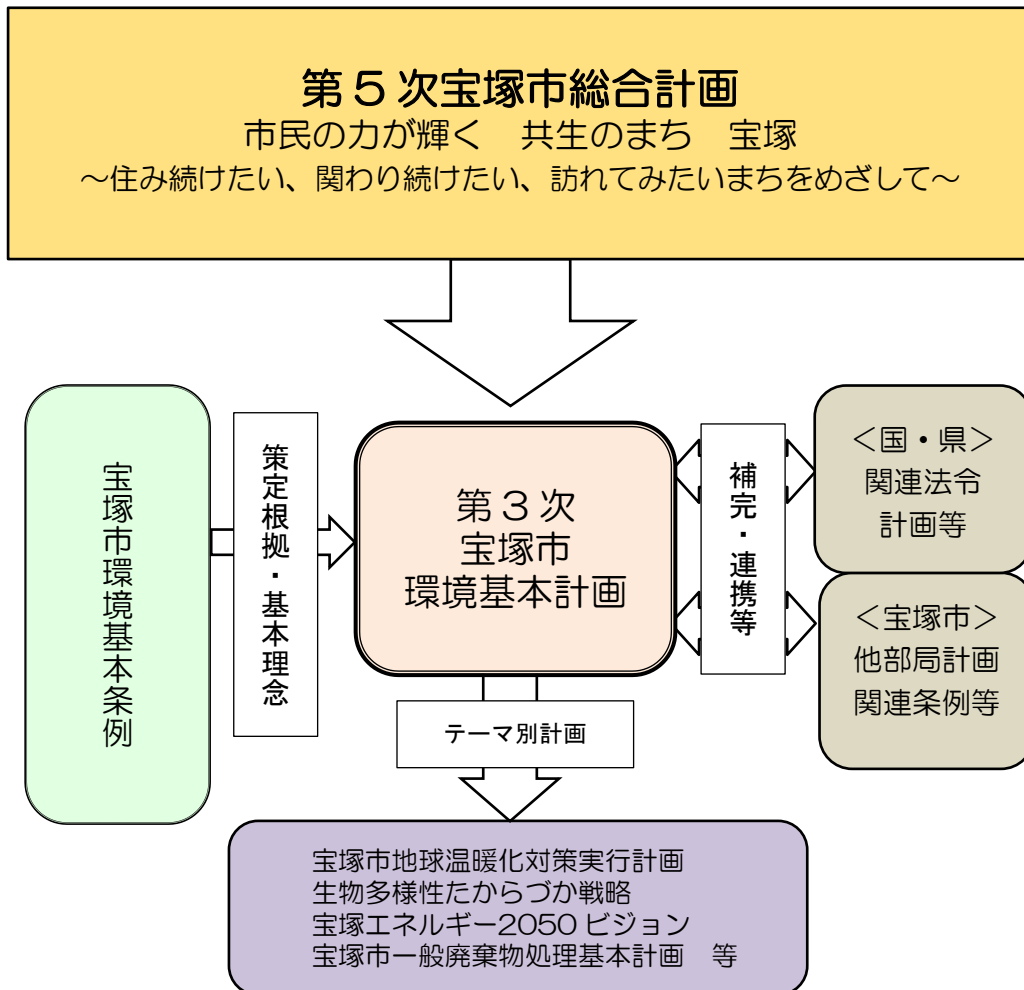 第５次宝塚市総合計画
市民の力が輝く　共生のまち　宝塚
～住み続けたい、関わり続けたい、訪れてみたいまちをめざして～
宝塚市環境基本条例
策定根拠・基本理念
第３次
宝塚市
環境基本計画
補完・連携等
＜国・県＞
関連法令
計画等
＜宝塚市＞
他部局計画
関連条例等
テーマ別計画
宝塚市地球温暖化対策実行計画
生物多様性たからづか戦略
宝塚エネルギー2050 ビジョン
宝塚市一般廃棄物処理基本計画　等